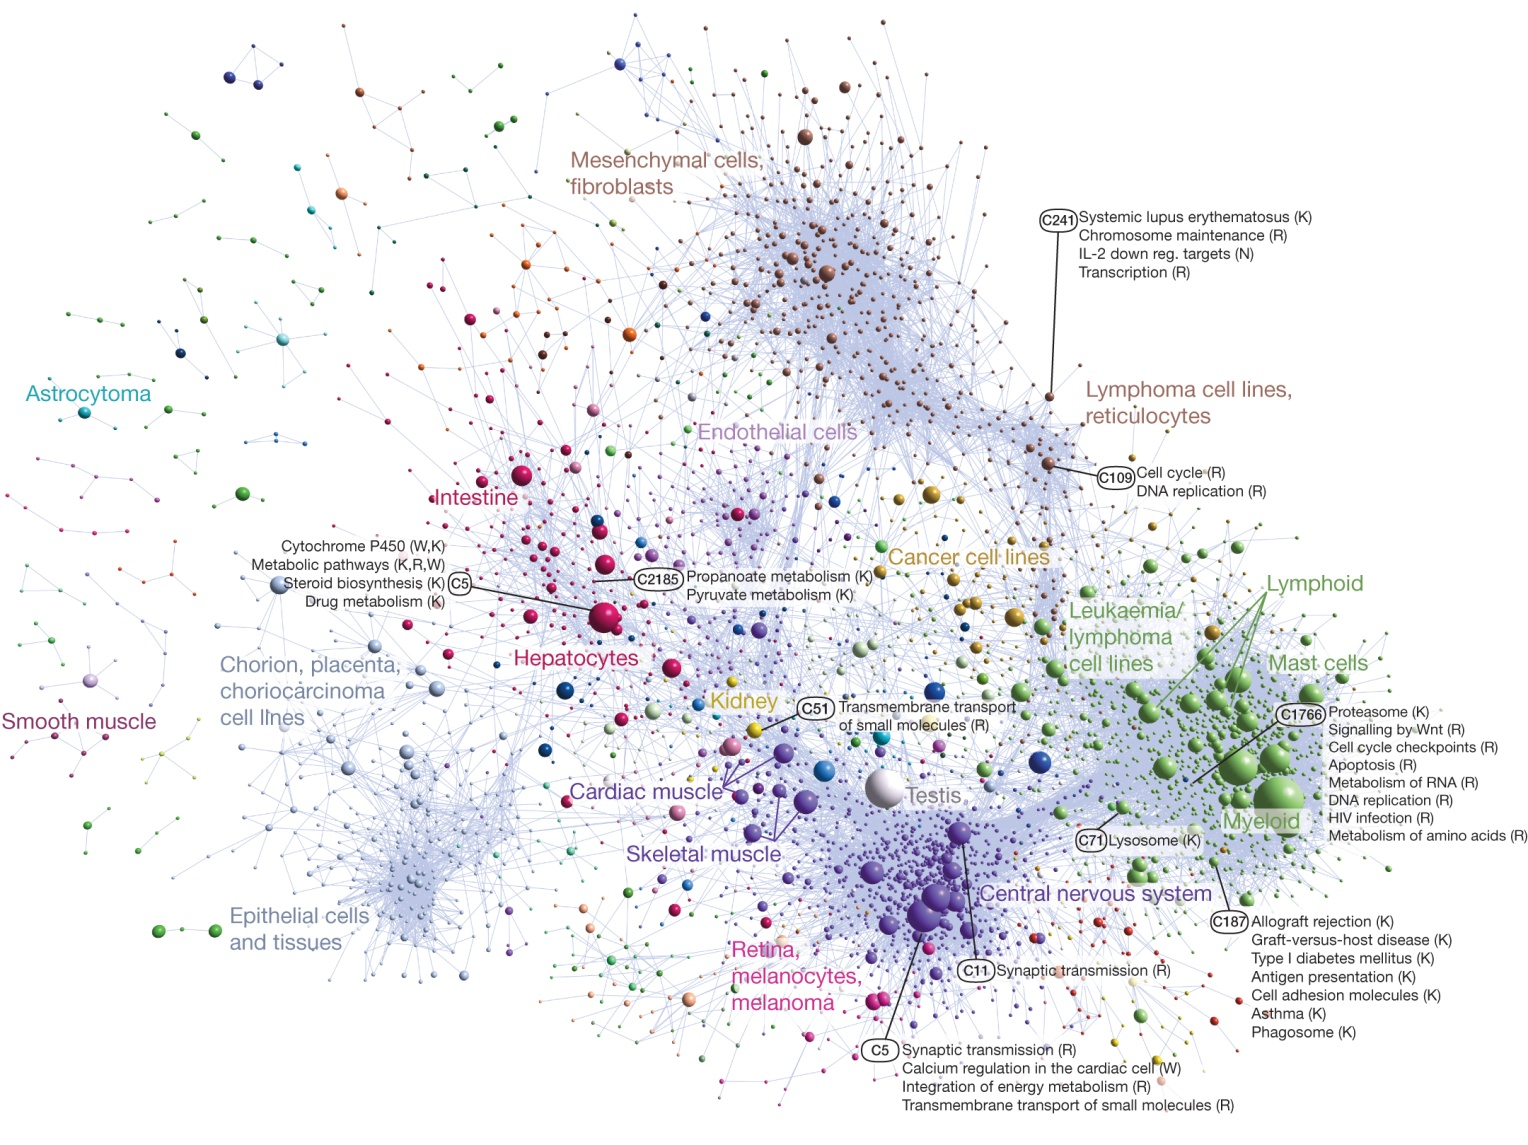 Mesenchymal cells,
fibroblasts
C241
Systemic lupus erythematosus (K)
Chromosome maintenance (R)
IL-2 down reg. targets (N)
Transcription (R)
Astrocytoma
Lymphoma cell lines,
reticulocytes
Endothelial cells
C109
Cell cycle (R)
DNA replication (R)
Intestine
Cytochrome P450 (W,K)
Metabolic pathways (K,R,W)
Steroid biosynthesis (K)
Drug metabolism (K)
C5
C2185
Propanoate metabolism (K)
Pyruvate metabolism (K)
Cancer cell lines
Lymphoid
Leukaemia/
lymphoma
cell lines
Mast cells
Hepatocytes
Chorion, placenta,
choriocarcinoma
cell lines
Smooth muscle
Kidney
C51
Transmembrane transport
of small molecules (R)
C1766
Proteasome (K)
Signalling by Wnt (R)
Cell cycle checkpoints (R)
Apoptosis (R)
Metabolism of RNA (R)
DNA replication (R)
HIV infection (R)
Metabolism of amino acids (R)
Cardiac muscle
Testis
Myeloid
C71
Lysosome (K)
Skeletal muscle
Central nervous system
Epithelial cells
and tissues
C187
Allograft rejection (K)
Graft-versus-host disease (K)
Type I diabetes mellitus (K)
Antigen presentation (K)
Cell adhesion molecules (K)
Asthma (K)
Phagosome (K)
Retina,
melanocytes,
melanoma
C11
Synaptic transmission (R)
C5
Synaptic transmission (R)
Calcium regulation in the cardiac cell (W)
Integration of energy metabolism (R)
Transmembrane transport of small molecules (R)